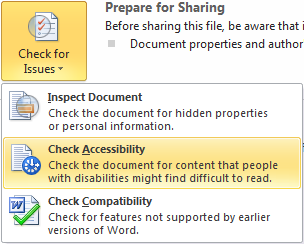 Prepare for Sharing
Before sharing this file, be aware that i
Document properties and author
Check for
Issues
Inspect Document
Check the document for hidden properties
or personal information.
Check Accessibility
Check the document for content that people
with disabilities might find difficult to read.
Check Compatibility
Check for features not supported by earlier
versions of Word.